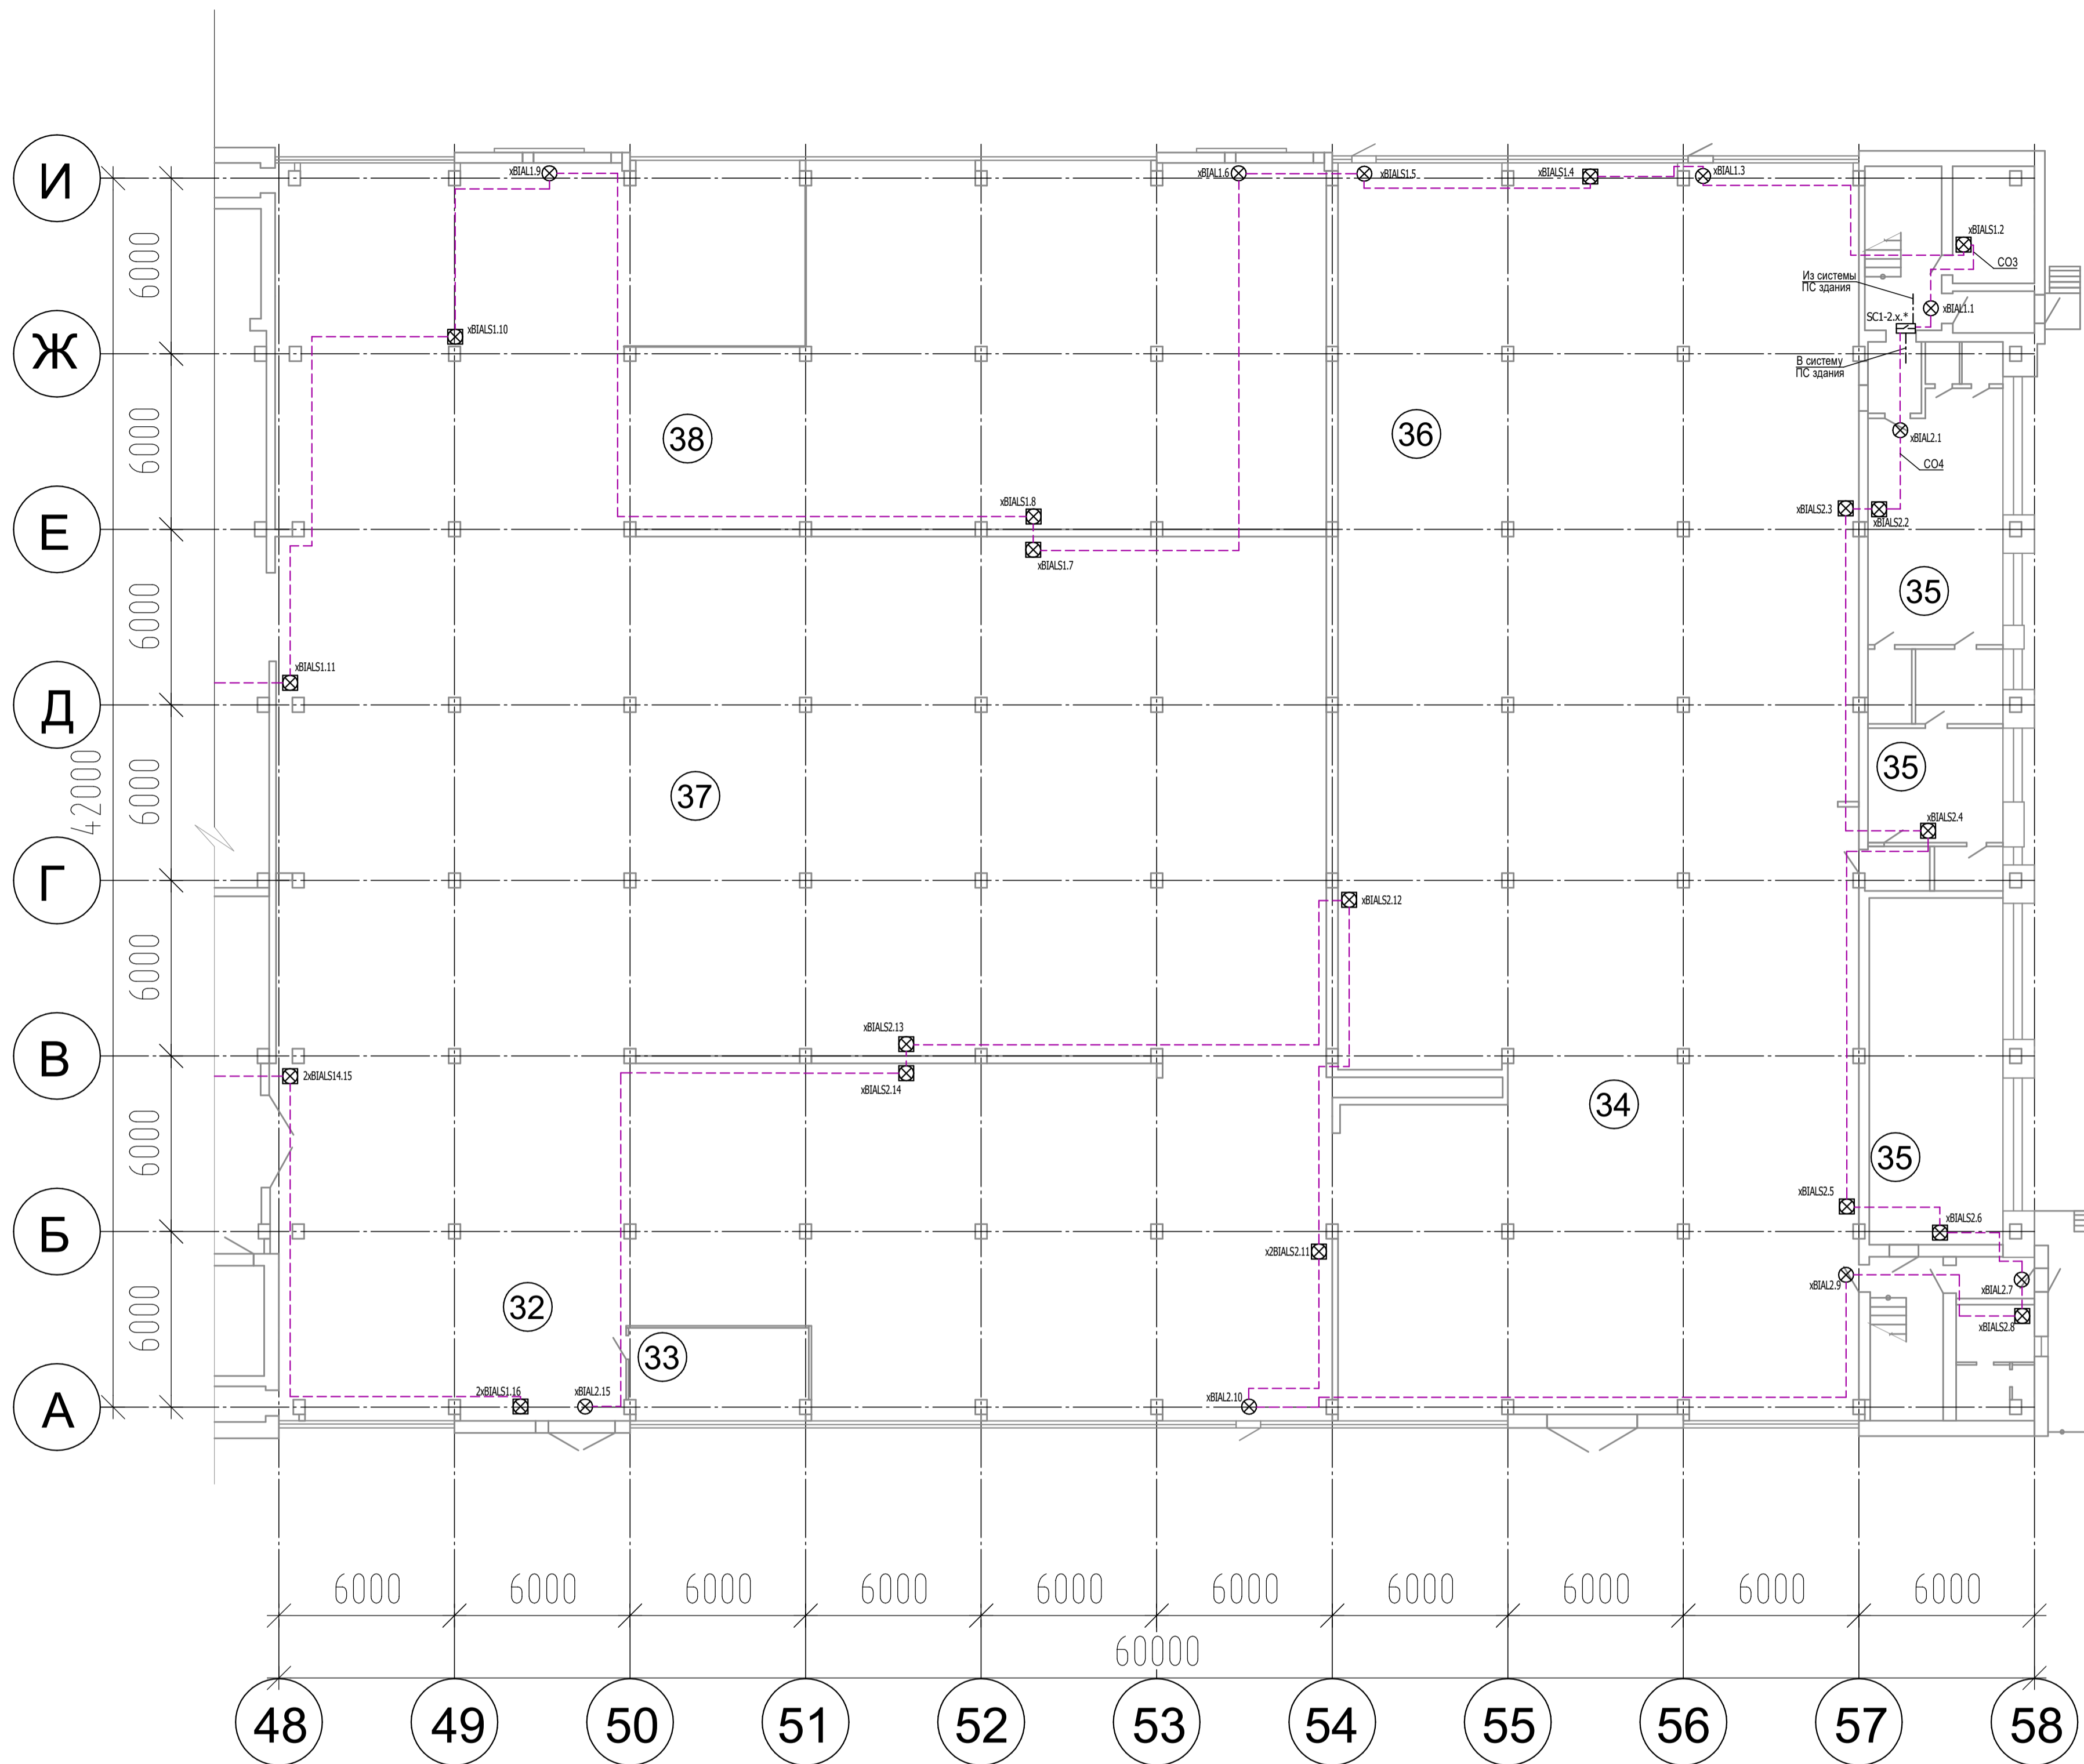 И
xBIAL1.9
xBIAL1.6
xBIALS1.5
xBIALS1.4
xBIAL1.3
xBIALS1.2
СО3
6000
Из системы
ПС здания
xBIAL1.1
SC1-2.x.*
xBIALS1.10
Ж
В систему
ПС здания
38
36
6000
xBIAL2.1
СО4
xBIALS1.8
xBIALS2.3
xBIALS2.2
Е
xBIALS1.7
35
6000
xBIALS1.11
Д
42000
6000
37
35
xBIALS2.4
Г
xBIALS2.12
6000
xBIALS2.13
В
2xBIALS14.15
xBIALS2.14
34
6000
35
xBIALS2.5
xBIALS2.6
Б
x2BIALS2.11
xBIAL2.9
xBIAL2.7
32
6000
xBIALS2.8
33
2xBIALS1.16
xBIAL2.15
xBIAL2.10
А
6000
6000
6000
6000
6000
6000
6000
6000
6000
6000
60000
48
49
50
51
52
53
54
55
56
57
58